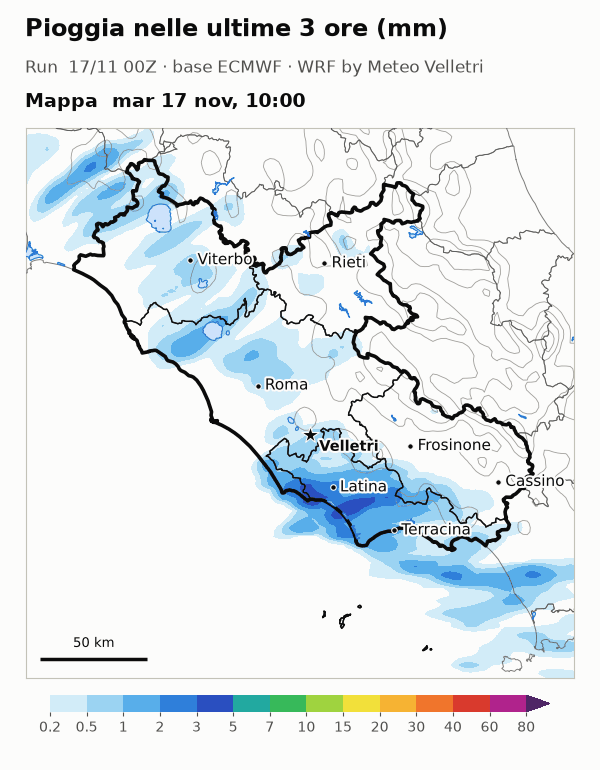 Pioggia nelle ultime 3 ore (mm)
Run  17/11 00Z · base ECMWF · WRF by Meteo Velletri
Mappa  mar 17 nov, 10:00
Viterbo
Rieti
Roma
Velletri
Frosinone
Latina
Cassino
Terracina
50 km
0.2 0.5 1 2 3 5 7 10 15 20 30 40 60 80